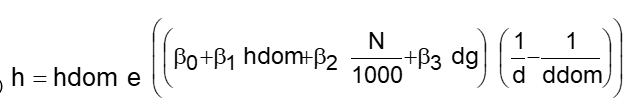 ) h = hdom e ((β0+β1 hdom+β2 N/1000 +β3 dg) (1/d - 1/ddom))